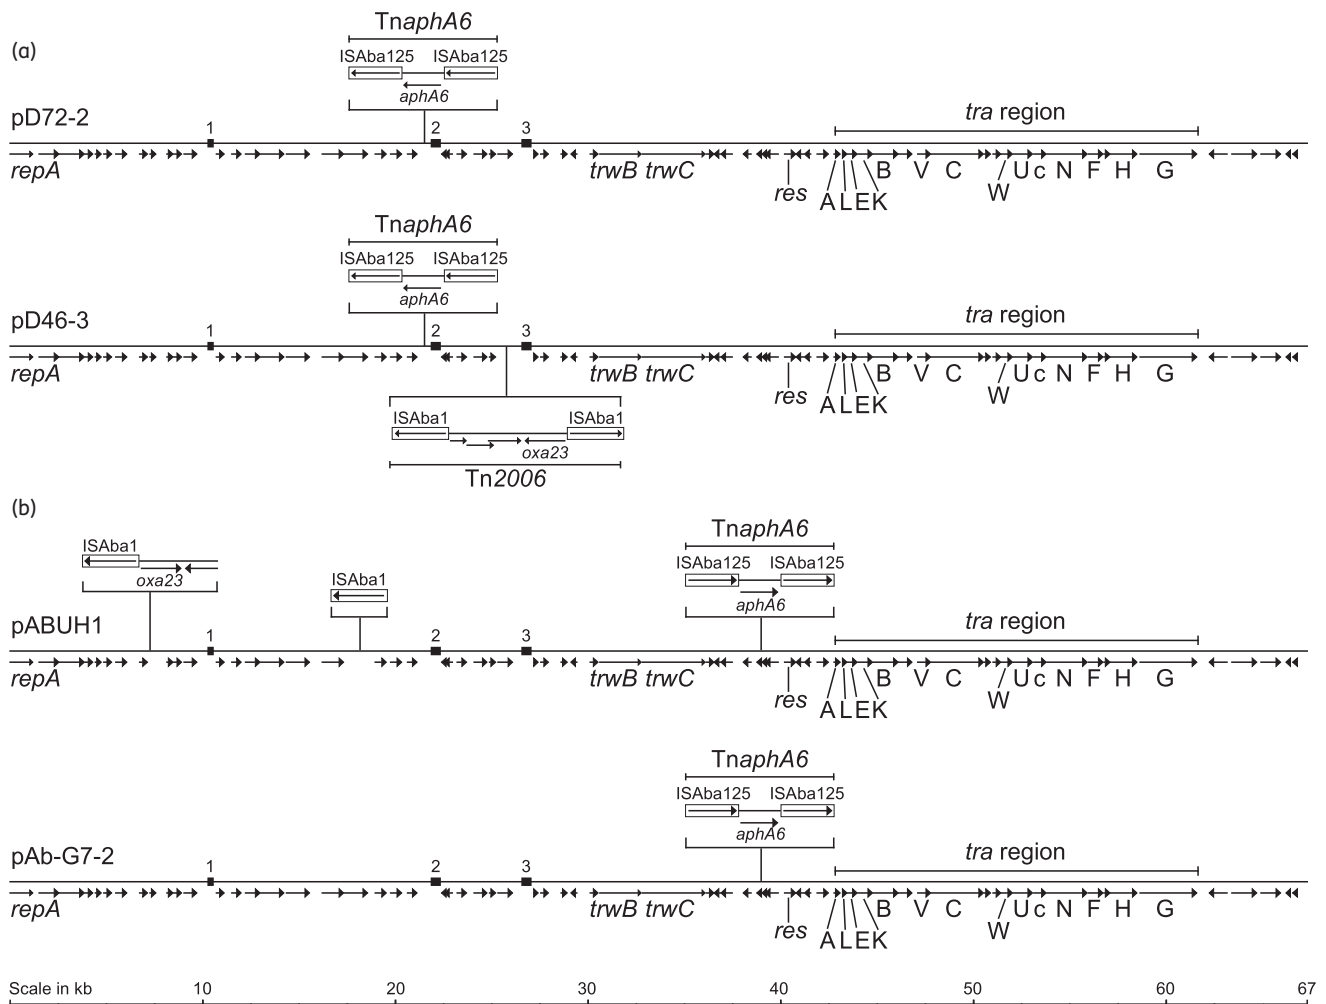 (a)
TnaphA6
ISAba125 ISAba125
aphA6
pD72-2
tra region
1 2 3
repA trwB trwC res A L E K B V C W U c N F H G
TnaphA6
ISAba125 ISAba125
aphA6
pD46-3
tra region
1 2 3
repA trwB trwC res A L E K B V C W U c N F H G
ISAba1 ISAba1
oxa23
Tn2006
(b)
TnaphA6
ISAba1
oxa23
ISAba1
ISAba125 ISAba125
aphA6
pABUH1
tra region
1 2 3
repA trwB trwC res A L E K B V C W U c N F H G
TnaphA6
ISAba125 ISAba125
aphA6
pAb-G7-2
tra region
1 2 3
repA trwB trwC res A L E K B V C W U c N F H G
Scale in kb 10 20 30 40 50 60 67